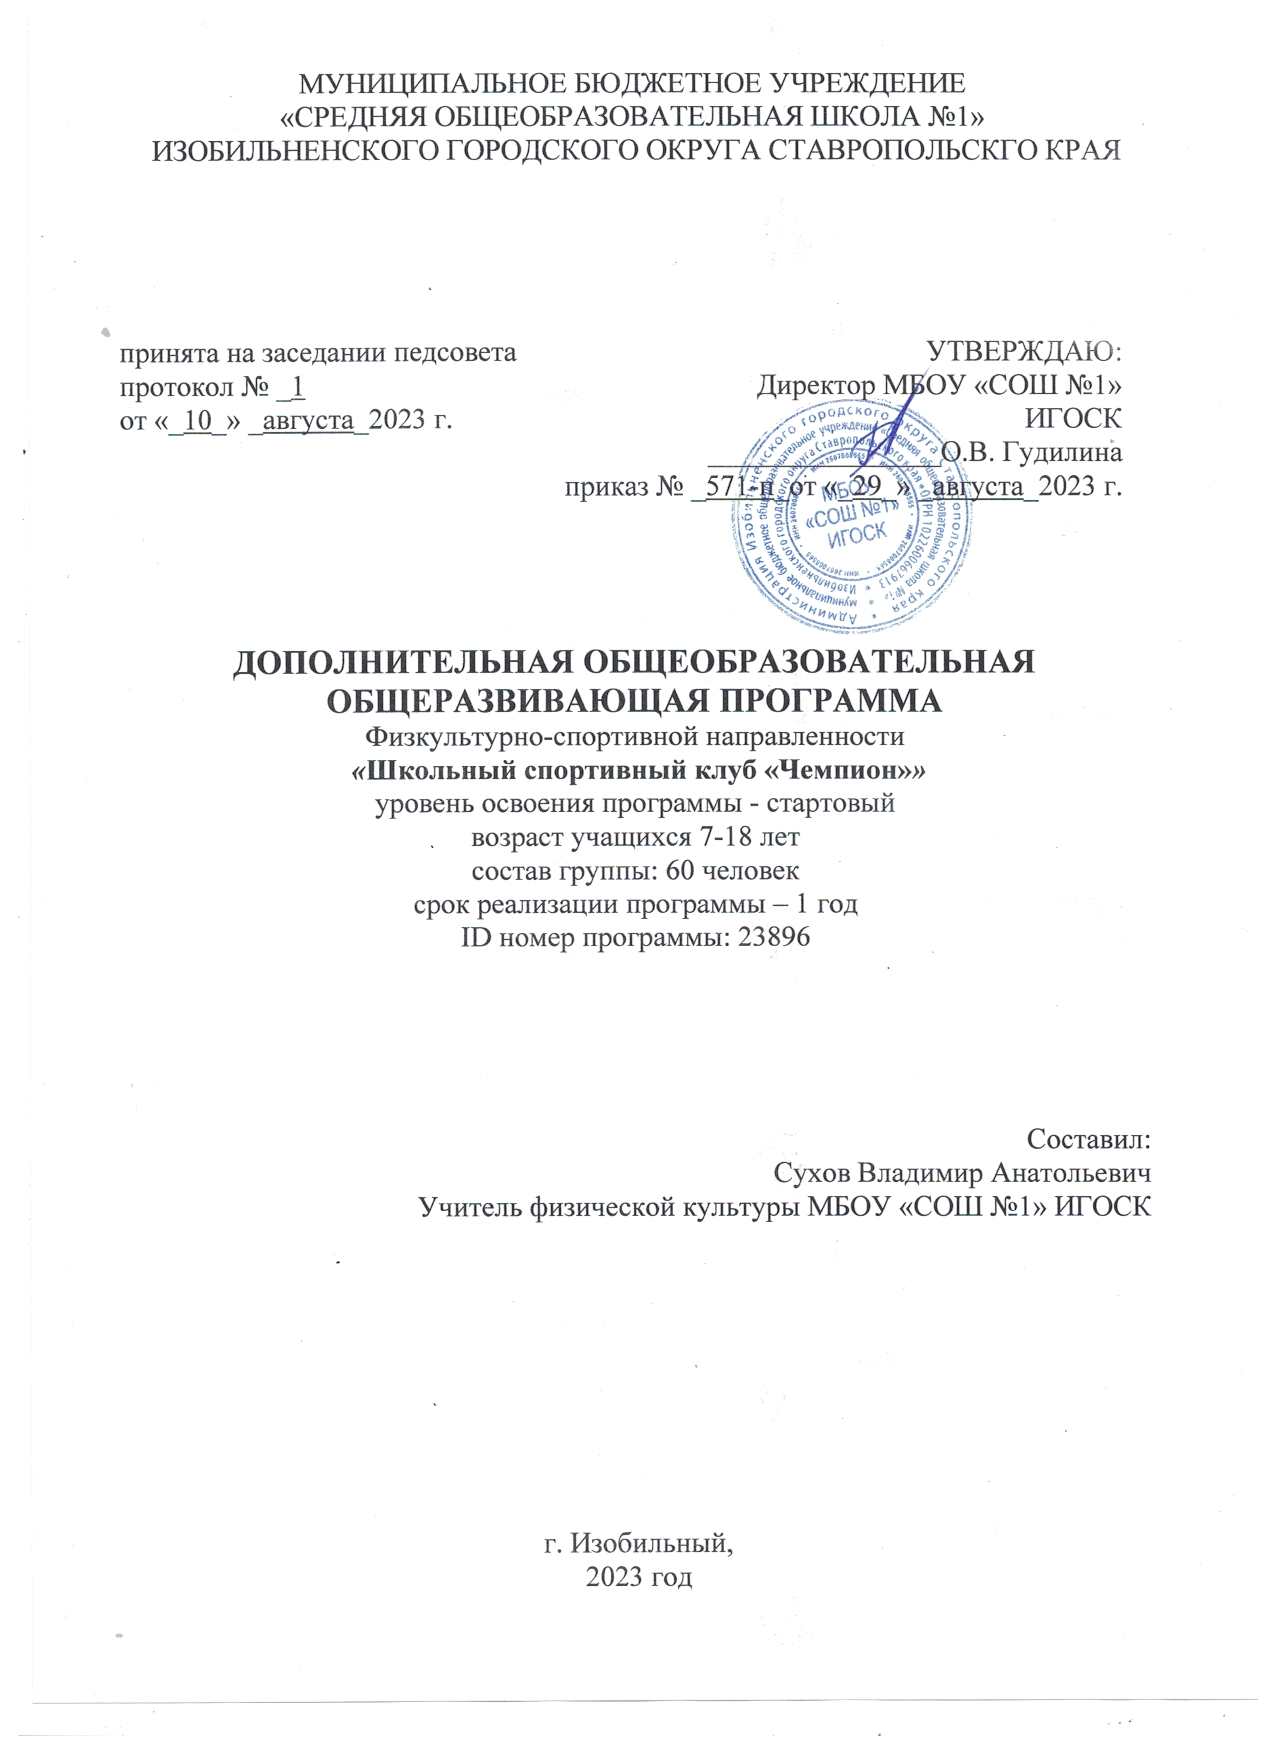 МУНИЦИПАЛЬНОЕ БЮДЖЕТНОЕ УЧРЕЖДЕНИЕ
«СРЕДНЯЯ ОБЩЕОБРАЗОВАТЕЛЬНАЯ ШКОЛА №1»
ИЗОБИЛЬНЕНСКОГО ГОРОДСКОГО ОКРУГА СТАВРОПОЛЬСКГО КРАЯ
принята на заседании педсовета
протокол № _1
от «_10_» _августа_2023 г.
УТВЕРЖДАЮ:
Директор МБОУ «СОШ №1»
ИГОСК
________________О.В. Гудилина
приказ № _571-п_от «_29_» _августа_2023 г.
МБОУ
«СОШ №1»
ИГОСК
ДОПОЛНИТЕЛЬНАЯ ОБЩЕОБРАЗОВАТЕЛЬНАЯ
ОБЩЕРАЗВИВАЮЩАЯ ПРОГРАММА
Физкультурно-спортивной направленности
«Школьный спортивный клуб «Чемпион»»
уровень освоения программы - стартовый
возраст учащихся 7-18 лет
состав группы: 60 человек
срок реализации программы – 1 год
ID номер программы: 23896
Составил:
Сухов Владимир Анатольевич
Учитель физической культуры МБОУ «СОШ №1» ИГОСК
г. Изобильный,
2023 год